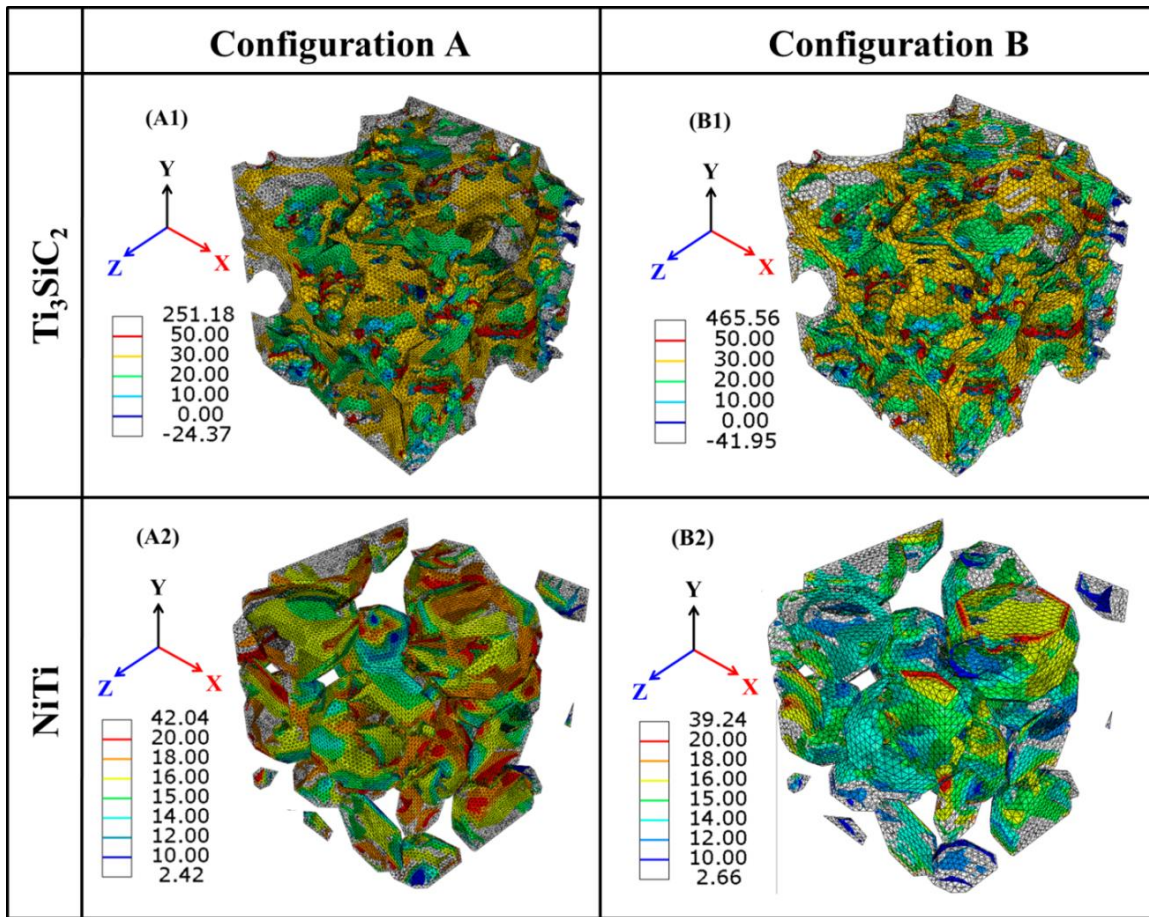 Configuration A
Configuration B
Ti₃SiC₂
(A1)
Y
Z
X
251.18
50.00
30.00
20.00
10.00
0.00
-24.37
(B1)
Y
Z
X
465.56
50.00
30.00
20.00
10.00
0.00
-41.95
NiTi
(A2)
Y
Z
X
42.04
20.00
18.00
16.00
15.00
14.00
12.00
10.00
2.42
(B2)
Y
Z
X
39.24
20.00
18.00
16.00
15.00
14.00
12.00
10.00
2.66